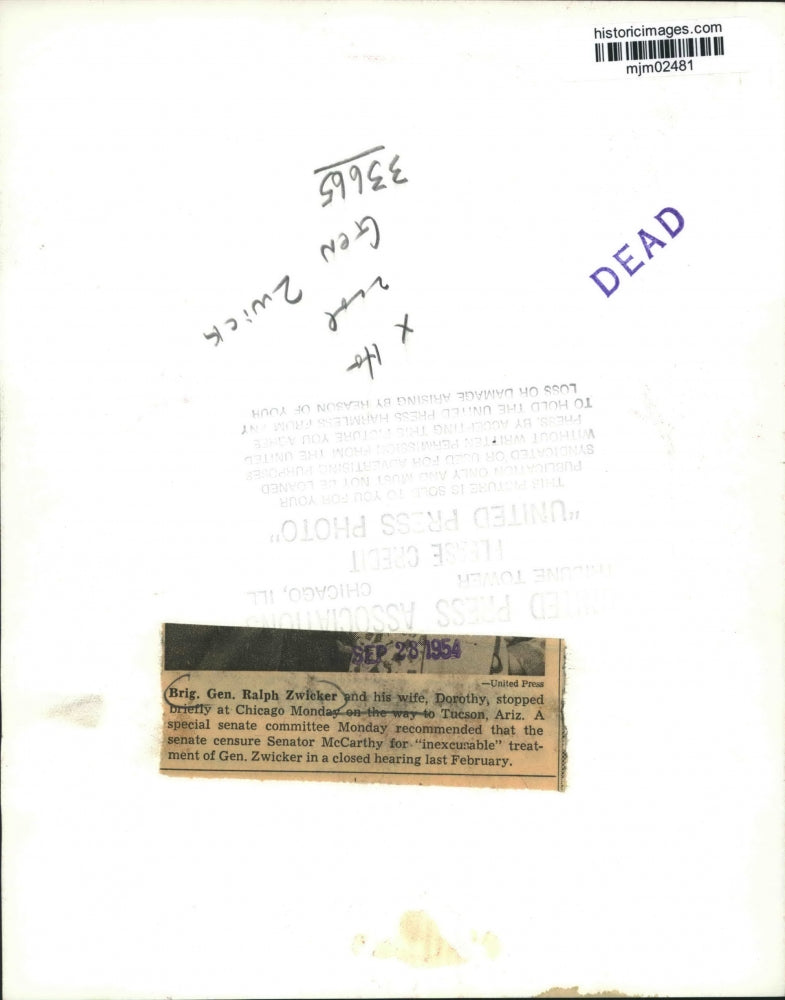 historicimages.com
mjm02481
DEAD
33665
Gen
Zwick
UNITED PRESS ASSOCIATIONS
TRIBUNE TOWER CHICAGO, ILL
PLEASE CREDIT
"UNITED PRESS PHOTO"
THIS PICTURE IS SOLD TO YOU FOR YOUR
PUBLICATION ONLY AND MUST NOT BE LOANED
SYNDICATED OR USED FOR ADVERTISING PURPOSES
WITHOUT WRITTEN PERMISSION FROM THE UNITED
PRESS. BY ACCEPTING THIS PICTURE YOU AGREE
TO HOLD THE UNITED PRESS HARMLESS FROM ANY
LOSS OR DAMAGE ARISING BY REASON OF YOUR
SEP 28 1954
—United Press
Brig. Gen. Ralph Zwicker and his wife, Dorothy, stopped
briefly at Chicago Monday on the way to Tucson, Ariz. A
special senate committee Monday recommended that the
senate censure Senator McCarthy for "inexcusable" treat-
ment of Gen. Zwicker in a closed hearing last February.